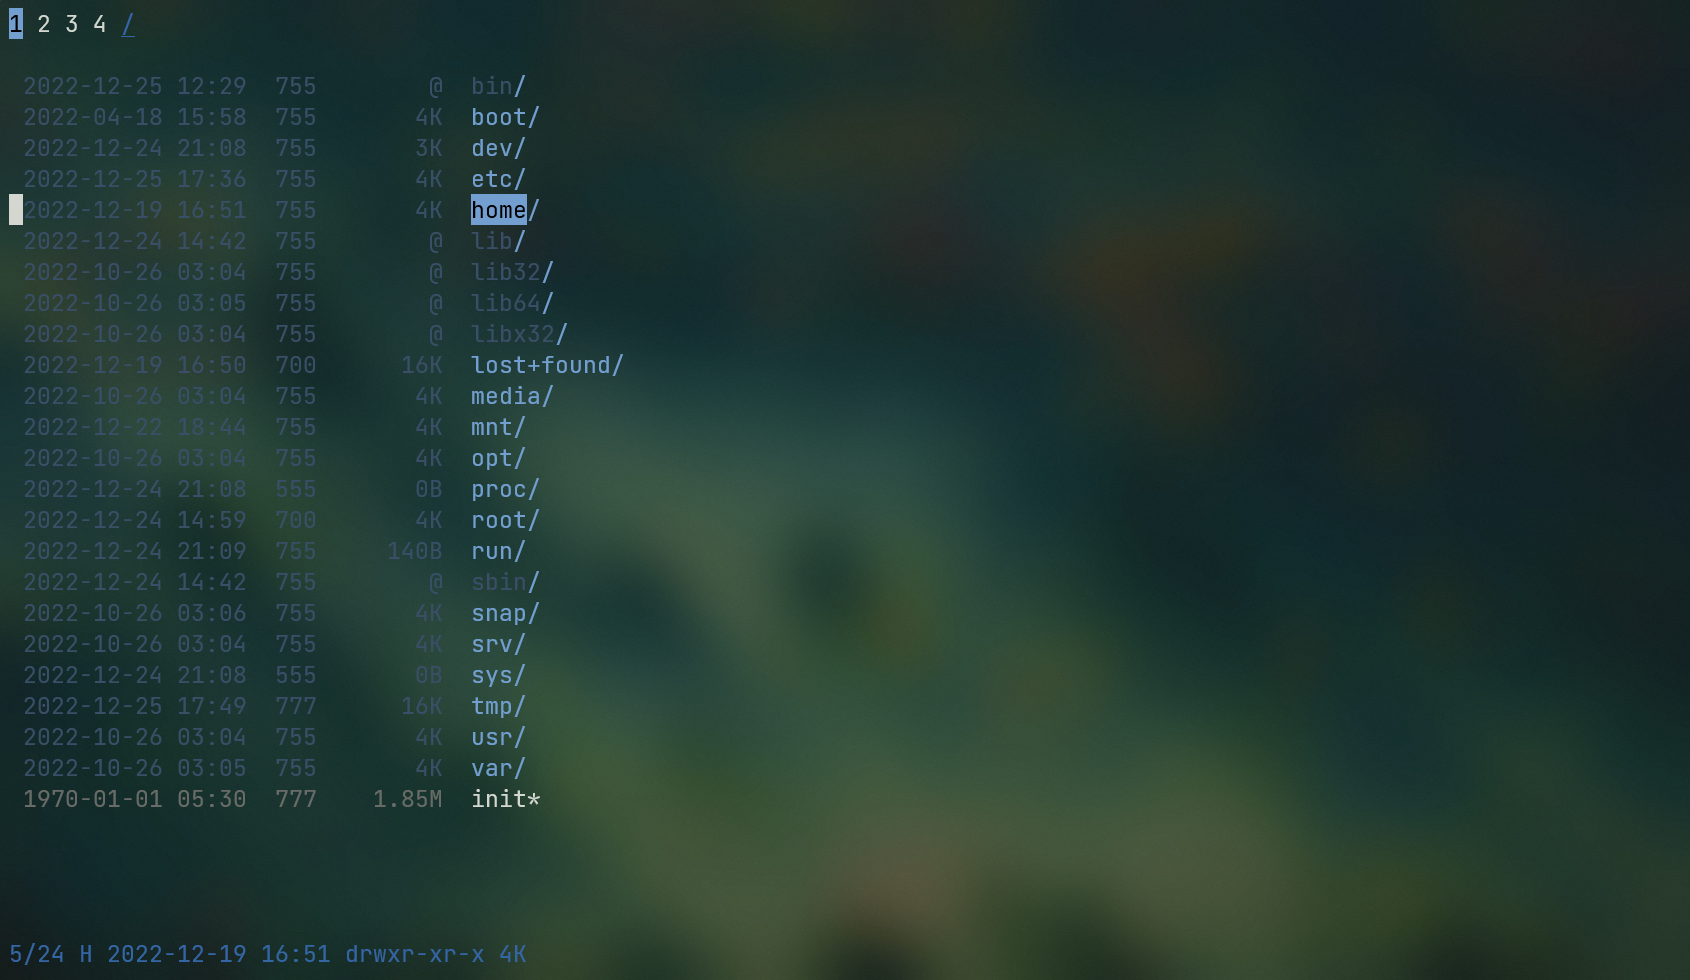 1 2 3 4 /
2022-12-25 12:29 755 @ bin/
2022-04-18 15:58 755 4K boot/
2022-12-24 21:08 755 3K dev/
2022-12-25 17:36 755 4K etc/
2022-12-19 16:51 755 4K home/
2022-12-24 14:42 755 @ lib/
2022-10-26 03:04 755 @ lib32/
2022-10-26 03:05 755 @ lib64/
2022-10-26 03:04 755 @ libx32/
2022-12-19 16:50 700 16K lost+found/
2022-10-26 03:04 755 4K media/
2022-12-22 18:44 755 4K mnt/
2022-10-26 03:04 755 4K opt/
2022-12-24 21:08 555 0B proc/
2022-12-24 14:59 700 4K root/
2022-12-24 21:09 755 140B run/
2022-12-24 14:42 755 @ sbin/
2022-10-26 03:06 755 4K snap/
2022-10-26 03:04 755 4K srv/
2022-12-24 21:08 555 0B sys/
2022-12-25 17:49 777 16K tmp/
2022-10-26 03:04 755 4K usr/
2022-10-26 03:05 755 4K var/
1970-01-01 05:30 777 1.85M init*
5/24 H 2022-12-19 16:51 drwxr-xr-x 4K